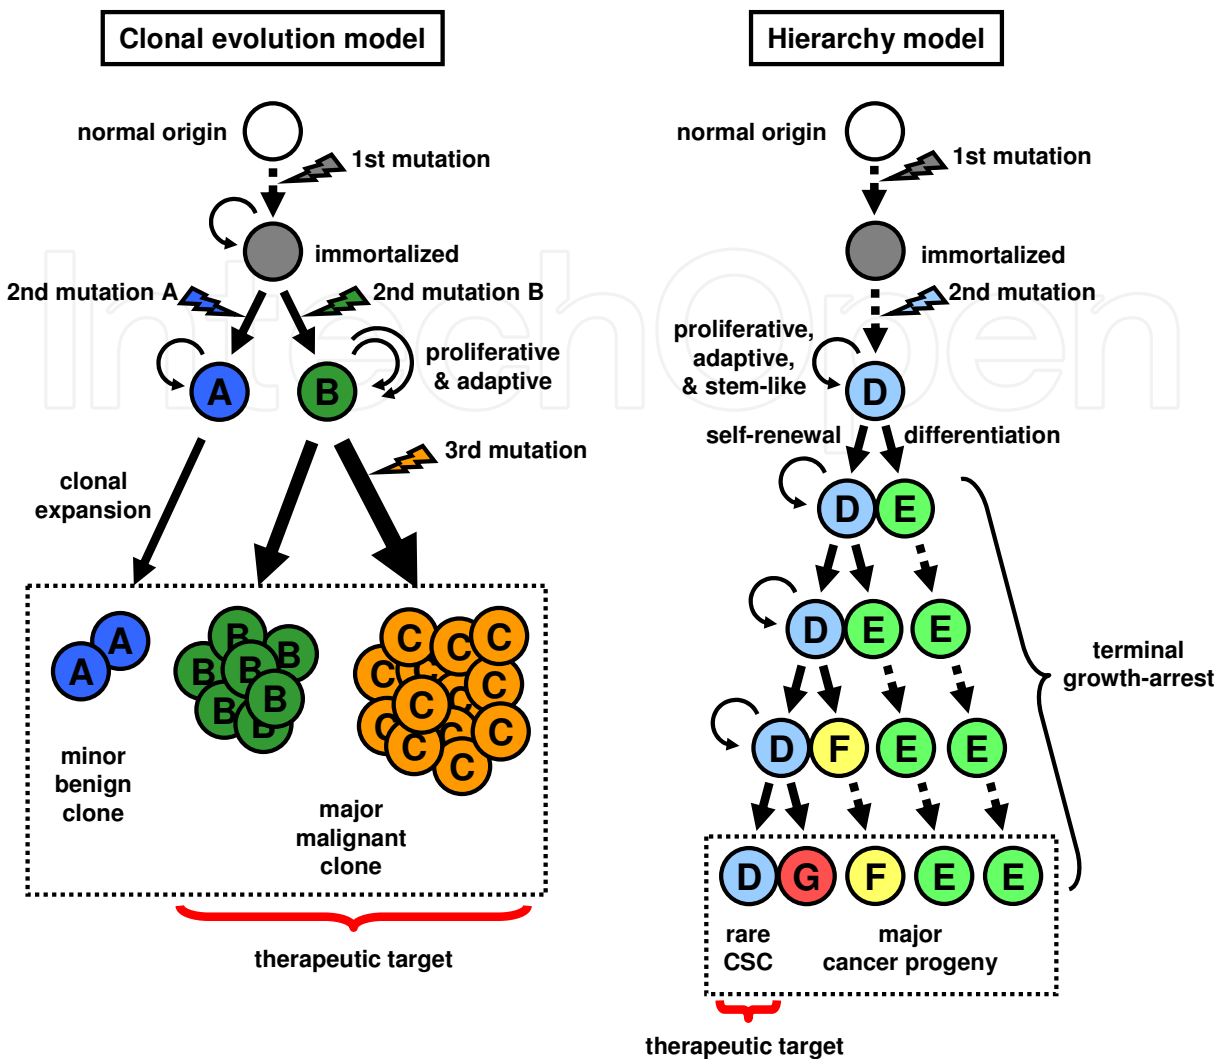 Clonal evolution model
normal origin
1st mutation
immortalized
2nd mutation A
2nd mutation B
proliferative
& adaptive
A
B
3rd mutation
clonal
expansion
A
A
B
B
B
B
B
B
B
C
C
C
C
C
C
C
C
C
C
C
C
minor
benign
clone
major
malignant
clone
therapeutic target
Hierarchy model
normal origin
1st mutation
immortalized
2nd mutation
proliferative,
adaptive,
& stem-like
D
self-renewal
differentiation
D E
D E E
D F E E
D G F E E
terminal
growth-arrest
rare
CSC
major
cancer progeny
therapeutic target
IntechOpen